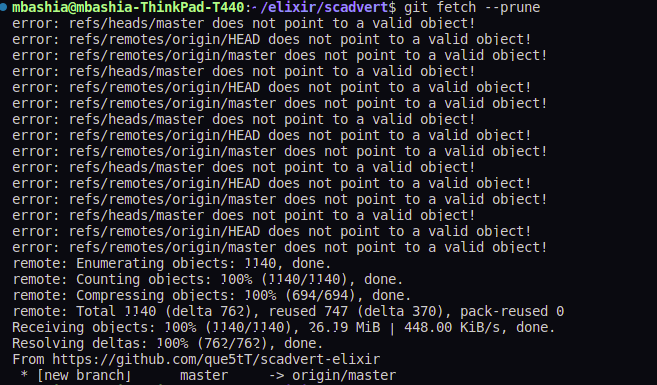 mbashia@mbashia-ThinkPad-T440:~/elixir/scadvert$ git fetch --prune
error: refs/heads/master does not point to a valid object!
error: refs/remotes/origin/HEAD does not point to a valid object!
error: refs/remotes/origin/master does not point to a valid object!
error: refs/heads/master does not point to a valid object!
error: refs/remotes/origin/HEAD does not point to a valid object!
error: refs/remotes/origin/master does not point to a valid object!
error: refs/heads/master does not point to a valid object!
error: refs/remotes/origin/HEAD does not point to a valid object!
error: refs/remotes/origin/master does not point to a valid object!
error: refs/heads/master does not point to a valid object!
error: refs/remotes/origin/HEAD does not point to a valid object!
error: refs/remotes/origin/master does not point to a valid object!
error: refs/heads/master does not point to a valid object!
error: refs/remotes/origin/HEAD does not point to a valid object!
error: refs/remotes/origin/master does not point to a valid object!
remote: Enumerating objects: 1140, done.
remote: Counting objects: 100% (1140/1140), done.
remote: Compressing objects: 100% (694/694), done.
remote: Total 1140 (delta 762), reused 747 (delta 370), pack-reused 0
Receiving objects: 100% (1140/1140), 26.19 MiB | 448.00 KiB/s, done.
Resolving deltas: 100% (762/762), done.
From https://github.com/que5tT/scadvert-elixir
 * [new branch]      master     -> origin/master